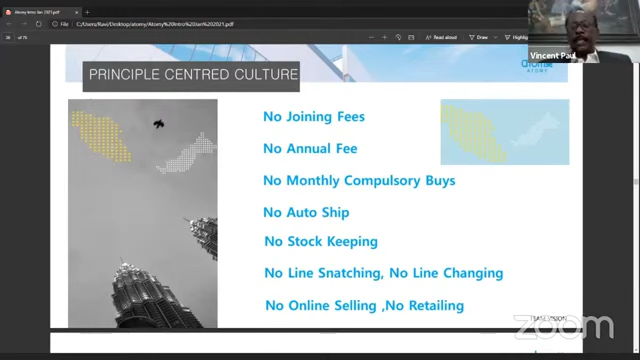 Atomy Intro Jan 2021.pdf
File
C:/Users/Ravi/Desktop/atomy/Atomy%20Intro%20Jan%202021.pdf
of 75
Read aloud
Draw
Highlight
Vincent Paul
ATOMY
PRINCIPLE CENTRED CULTURE
No Joining Fees
No Annual Fee
No Monthly Compulsory Buys
No Auto Ship
No Stock Keeping
No Line Snatching, No Line Changing
No Online Selling ,No Retailing
zoom